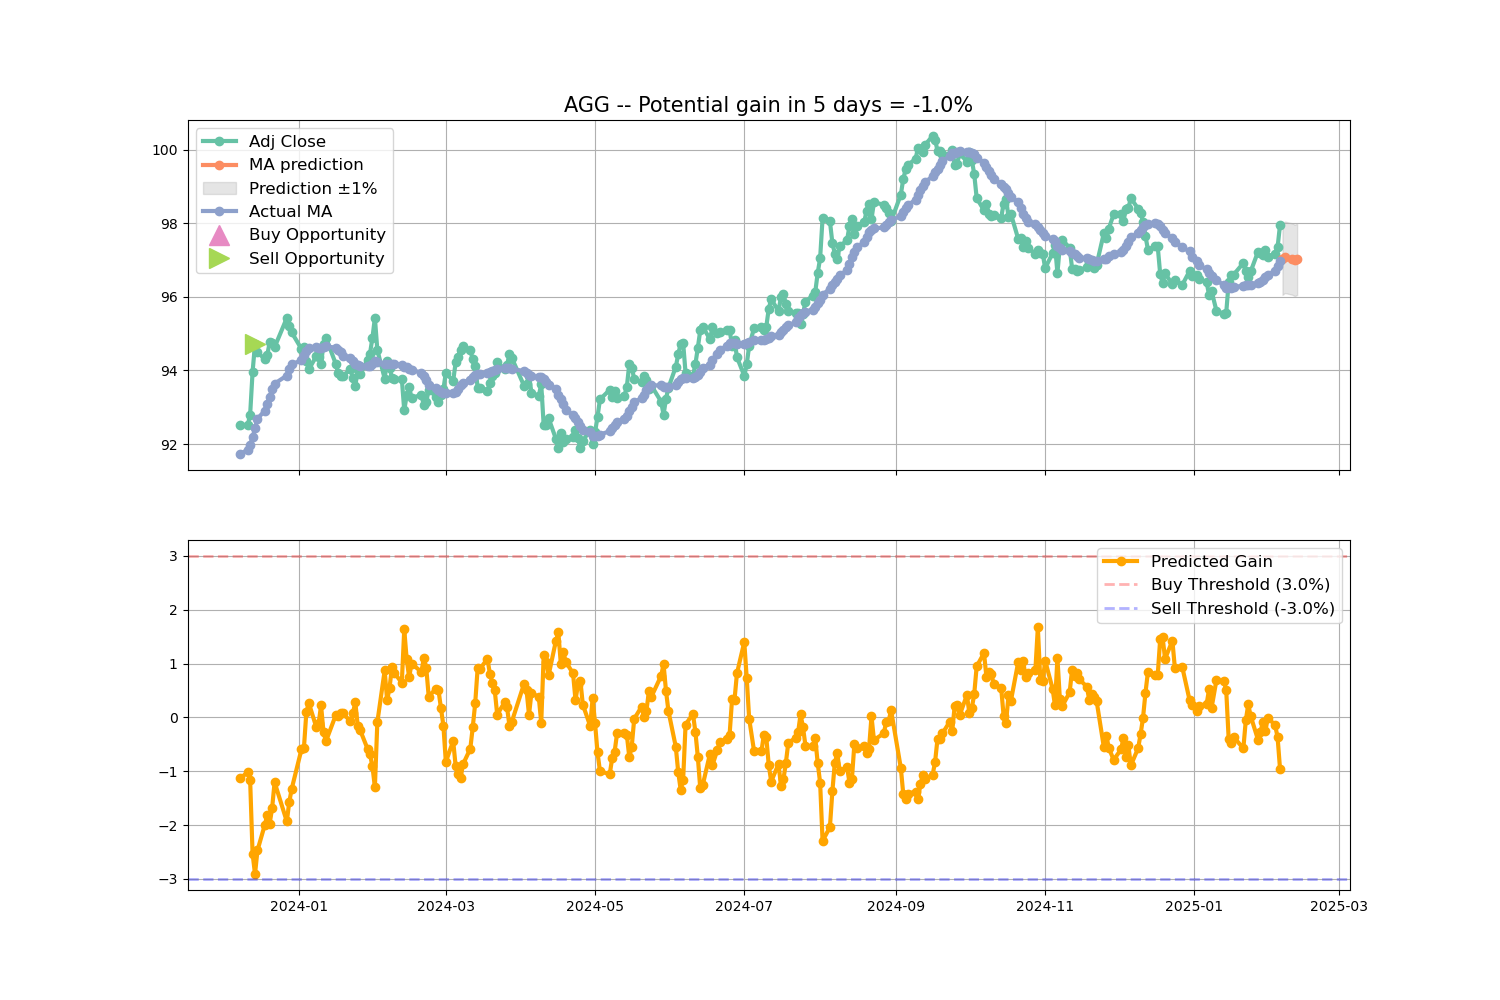 AGG -- Potential gain in 5 days = -1.0%
Adj Close
MA prediction
Prediction ±1%
Actual MA
Buy Opportunity
Sell Opportunity
100
98
96
94
92
3
2
1
0
−1
−2
−3
Predicted Gain
Buy Threshold (3.0%)
Sell Threshold (-3.0%)
2024-01 2024-03 2024-05 2024-07 2024-09 2024-11 2025-01 2025-03